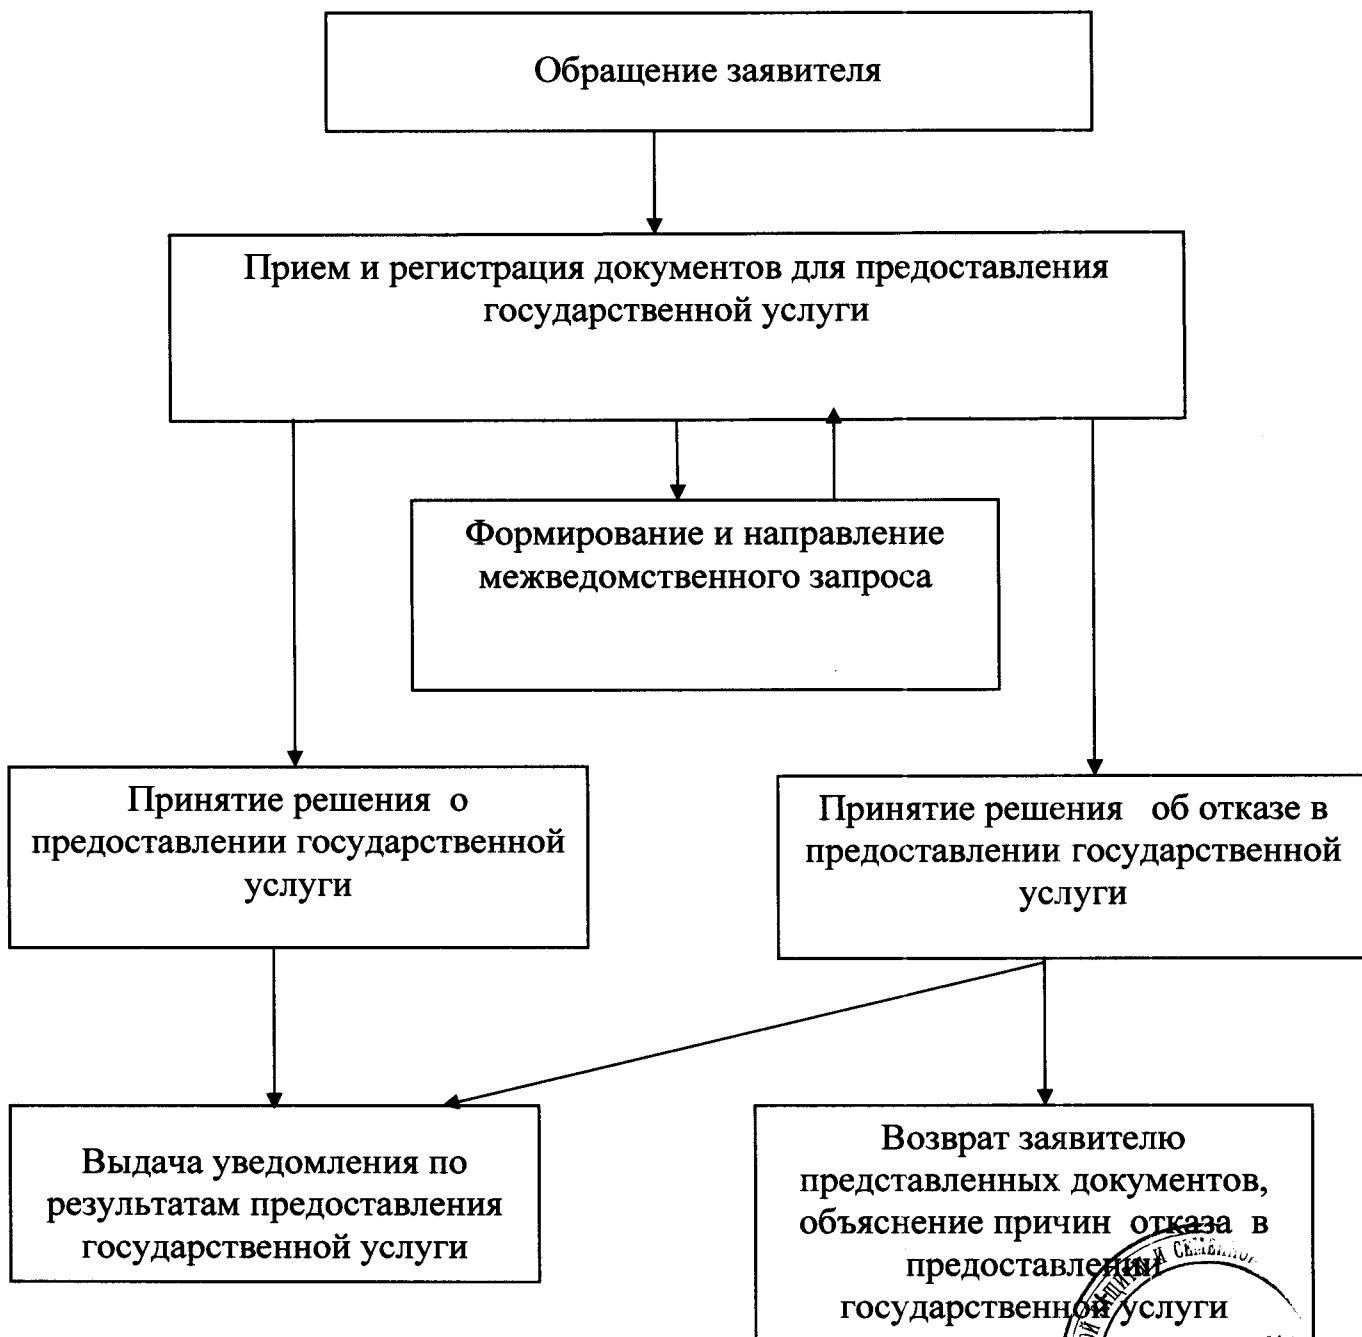 Обращение заявителя
Прием и регистрация документов для предоставления
государственной услуги
Формирование и направление
межведомственного запроса
Принятие решения о
предоставлении государственной
услуги
Принятие решения об отказе в
предоставлении государственной
услуги
Выдача уведомления по
результатам предоставления
государственной услуги
Возврат заявителю
представленных документов,
объяснение причин отказа в
предоставлении
государственной услуги